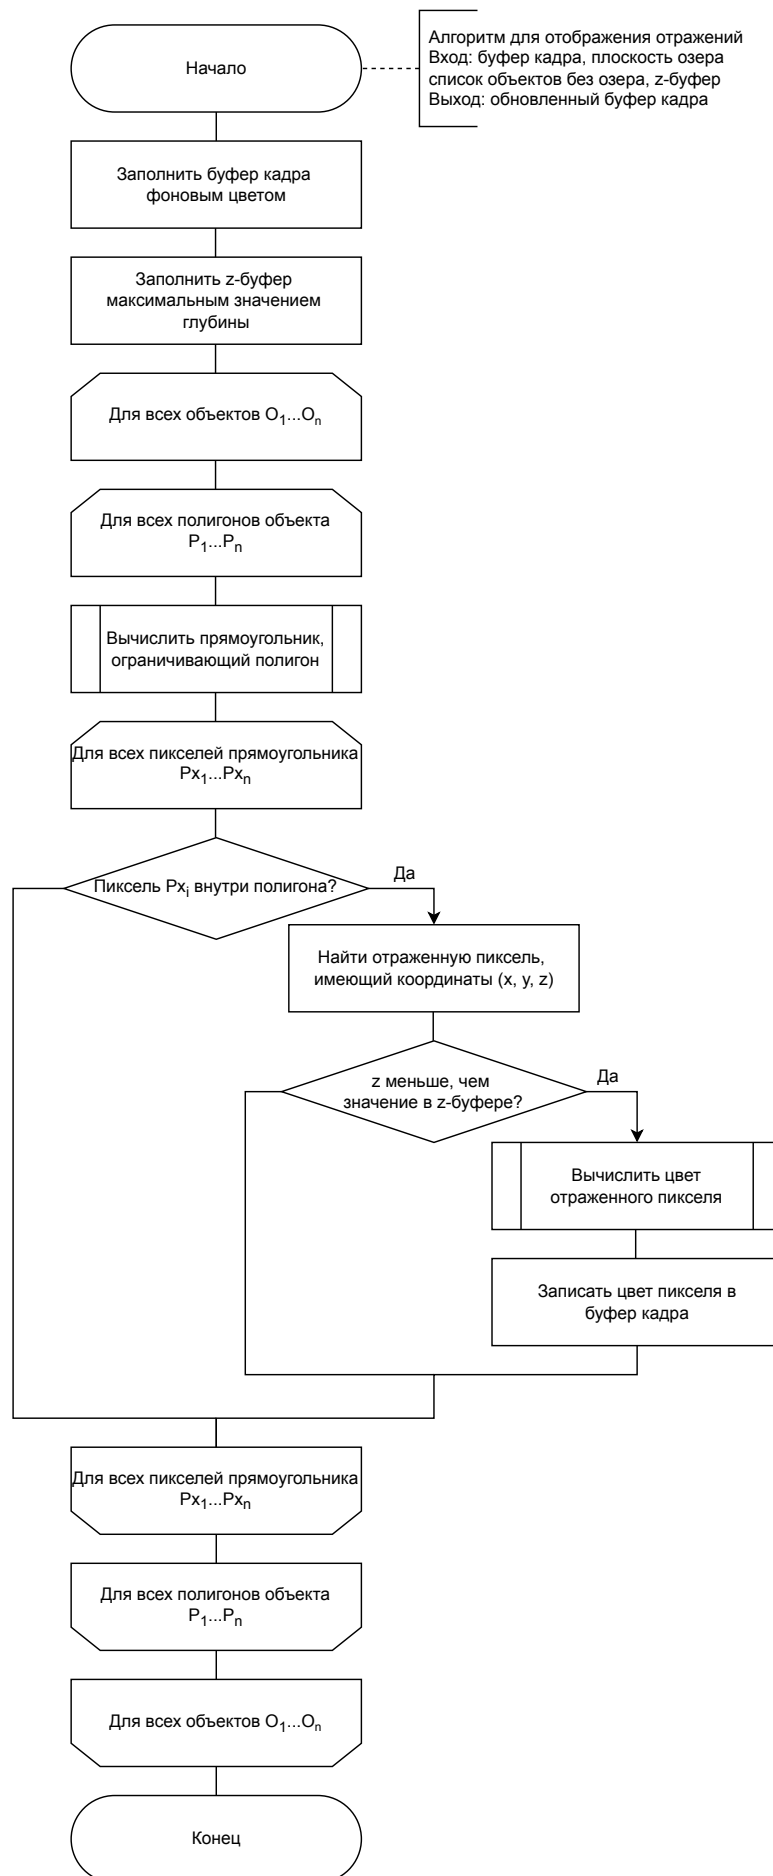 Начало
Алгоритм для отображения отражений
Вход: буфер кадра, плоскость озера
список объектов без озера, z-буфер
Выход: обновленный буфер кадра
Заполнить буфер кадра
фоновым цветом
Заполнить z-буфер
максимальным значением
глубины
Для всех объектов O₁...Oₙ
Для всех полигонов объекта
P₁...Pₙ
Вычислить прямоугольник,
ограничивающий полигон
Для всех пикселей прямоугольника
Px₁...Pxₙ
Пиксель Pxᵢ внутри полигона?
Да
Найти отраженную пиксель,
имеющий координаты (x, y, z)
z меньше, чем
значение в z-буфере?
Да
Вычислить цвет
отраженного пикселя
Записать цвет пикселя в
буфер кадра
Для всех пикселей прямоугольника
Px₁...Pxₙ
Для всех полигонов объекта
P₁...Pₙ
Для всех объектов O₁...Oₙ
Конец